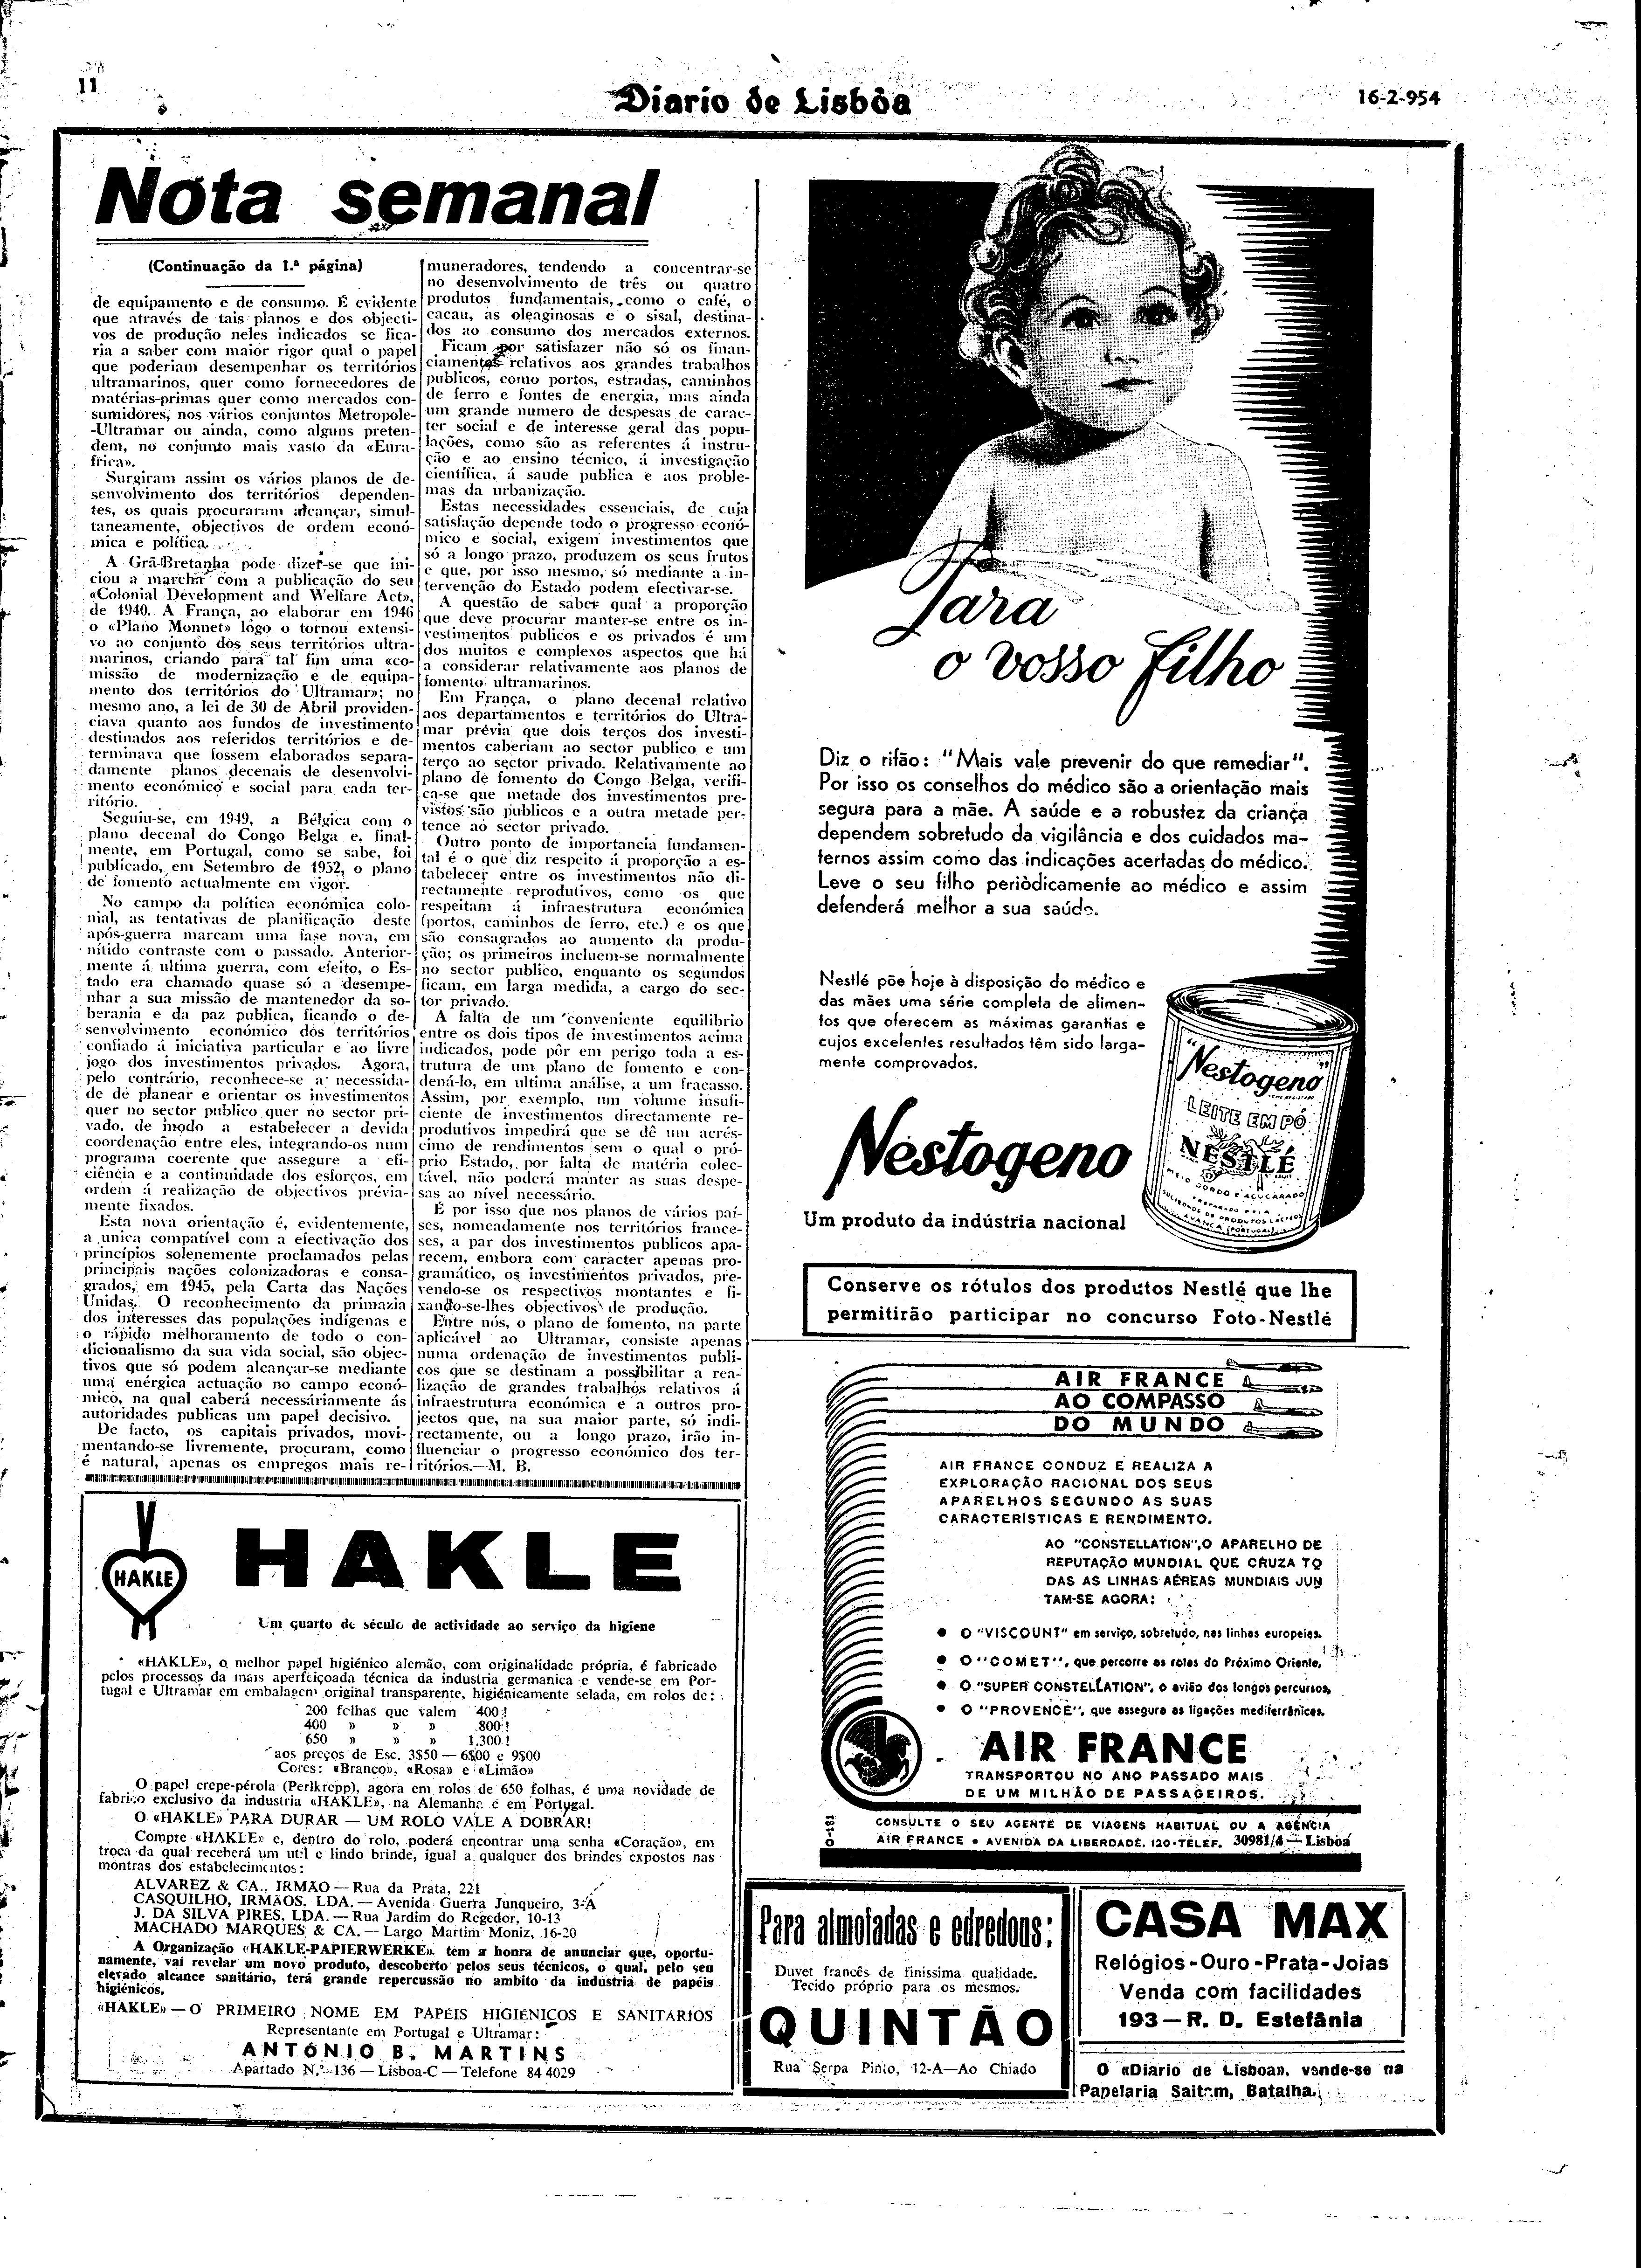 11
Diario de Lisbôa
16-2-954
Nota semanal
(Continuação da 1.ª página)
de equipamento e de consumo. É evidente
que através de tais planos e dos objecti-
vos de produção neles indicados se fica-
ria a saber com maior rigor qual o papel
que poderiam desempenhar os territórios
ultramarinos, quer como fornecedores de
matérias-primas quer como mercados con-
sumidores, nos vários conjuntos Metropole-
-Ultramar ou ainda, como alguns preten-
dem, no conjunto mais vasto da «Eura-
frica».
Surgiram assim os vários planos de de-
senvolvimento dos territórios dependen-
tes, os quais procuraram alcançar, simul-
taneamente, objectivos de ordem econó-
mica e política.
A Grã-Bretanha pode dizer-se que ini-
ciou a marcha com a publicação do seu
«Colonial Development and Welfare Act»,
de 1940. A França, ao elaborar em 1946
o «Plano Monnet» logo o tornou extensi-
vo ao conjunto dos seus territórios ultra-
marinos, criando para tal fim uma «co-
missão de modernização e de equipa-
mento dos territórios do Ultramar»; no
mesmo ano, a lei de 30 de Abril providen-
ciava quanto aos fundos de investimento
destinados aos referidos territórios e de-
terminava que fossem elaborados separa-
damente planos decenais de desenvolvi-
mento económico e social para cada ter-
ritório.
Seguiu-se, em 1949, a Bélgica com o
plano decenal do Congo Belga e, final-
mente, em Portugal, como se sabe, foi
publicado, em Setembro de 1952, o plano
de fomento actualmente em vigor.
No campo da política económica colo-
nial, as tentativas de planificação deste
após-guerra marcam uma fase nova, em
nítido contraste com o passado. Anterior-
mente á ultima guerra, com efeito, o Es-
tado era chamado quase só a desempe-
nhar a sua missão de mantenedor da so-
berania e da paz publica, ficando o de-
senvolvimento económico dos territórios
confiado á iniciativa particular e ao livre
jogo dos investimentos privados. Agora,
pelo contrário, reconhece-se a necessida-
de de planear e orientar os investimentos
quer no sector publico quer no sector pri-
vado, de modo a estabelecer a devida
coordenação entre eles, integrando-os num
programa coerente que assegure a efi-
ciência e a continuidade dos esforços, em
ordem á realização de objectivos prévia-
mente fixados.
Esta nova orientação é, evidentemente,
a unica compatível com a efectivação dos
princípios solenemente proclamados pelas
principais nações colonizadoras e consa-
grados, em 1945, pela Carta das Nações
Unidas. O reconhecimento da primazia
dos interesses das populações indígenas e
o rápido melhoramento de todo o con-
dicionalismo da sua vida social, são objec-
tivos que só podem alcançar-se mediante
uma enérgica actuação no campo econó-
mico, na qual caberá necessáriamente ás
autoridades publicas um papel decisivo.
De facto, os capitais privados, movi-
mentando-se livremente, procuram, como
é natural, apenas os empregos mais re-
muneradores, tendendo a concentrar-se
no desenvolvimento de três ou quatro
produtos fundamentais, como o café, o
cacau, as oleaginosas e o sisal, destina-
dos ao consumo dos mercados externos.
Ficam por satisfazer não só os finan-
ciamentos relativos aos grandes trabalhos
publicos, como portos, estradas, caminhos
de ferro e fontes de energia, mas ainda
um grande numero de despesas de carac-
ter social e de interesse geral das popu-
lações, como são as referentes á instru-
ção e ao ensino técnico, á investigação
científica, á saude publica e aos proble-
mas da urbanização.
Estas necessidades essenciais, de cuja
satisfação depende todo o progresso econó-
mico e social, exigem investimentos que
só a longo prazo, produzem os seus frutos
e que, por isso mesmo, só mediante a in-
tervenção do Estado podem efectivar-se.
A questão de saber qual a proporção
que deve procurar manter-se entre os in-
vestimentos publicos e os privados é um
dos muitos e complexos aspectos que há
a considerar relativamente aos planos de
fomento ultramarinos.
Em França, o plano decenal relativo
aos departamentos e territórios do Ultra-
mar prévia que dois terços dos investi-
mentos caberiam ao sector publico e um
terço ao sector privado. Relativamente ao
plano de fomento do Congo Belga, verifi-
ca-se que metade dos investimentos pre-
vistos são publicos e a outra metade per-
tence ao sector privado.
Outro ponto de importancia fundamen-
tal é o que diz respeito á proporção a es-
tabelecer entre os investimentos não di-
rectamente reprodutivos, como os que
respeitam á infraestrutura económica
(portos, caminhos de ferro, etc.) e os que
são consagrados ao aumento da produ-
ção; os primeiros incluem-se normalmente
no sector publico, enquanto os segundos
ficam, em larga medida, a cargo do sec-
tor privado.
A falta de um conveniente equilibrio
entre os dois tipos de investimentos acima
indicados, pode pôr em perigo toda a es-
trutura de um plano de fomento e con-
dená-lo, em ultima análise, a um fracasso.
Assim, por exemplo, um volume insufi-
ciente de investimentos directamente re-
produtivos impedirá que se dê um acrés-
cimo de rendimentos sem o qual o pró-
prio Estado, por falta de matéria colec-
tável, não poderá manter as suas despe-
sas ao nível necessário.
É por isso que nos planos de vários paí-
ses, nomeadamente nos territórios france-
ses, a par dos investimentos publicos apa-
recem, embora com caracter apenas pro-
gramático, os investimentos privados, pre-
vendo-se os respectivos montantes e fi-
xando-se-lhes objectivos de produção.
Entre nós, o plano de fomento, na parte
aplicável ao Ultramar, consiste apenas
numa ordenação de investimentos publi-
cos que se destinam a possibilitar a rea-
lização de grandes trabalhos relativos á
infraestrutura económica e a outros pro-
jectos que, na sua maior parte, só indi-
rectamente, ou a longo prazo, irão in-
fluenciar o progresso económico dos ter-
ritórios.—M. B.
Para
o vosso filho
Diz o rifão: "Mais vale prevenir do que remediar".
Por isso os conselhos do médico são a orientação mais
segura para a mãe. A saúde e a robustez da criança
dependem sobretudo da vigilância e dos cuidados ma-
ternos assim como das indicações acertadas do médico.
Leve o seu filho periòdicamente ao médico e assim
defenderá melhor a sua saúde.
Nestlé põe hoje à disposição do médico e
das mães uma série completa de alimen-
tos que oferecem as máximas garantias e
cujos excelentes resultados têm sido larga-
mente comprovados.
"Nestogeno"
LEITE EM PÓ
NESTLÉ
MEIO GORDO E AÇUCARADO
PREPARADO PELA
SOCIEDADE DE PRODUTOS LÁCTEOS
AVANCA (PORTUGAL)
Nestogeno
Um produto da indústria nacional
Conserve os rótulos dos produtos Nestlé que lhe
permitirão participar no concurso Foto-Nestlé
AIR FRANCE
AO COMPASSO
DO MUNDO
AIR FRANCE CONDUZ E REALIZA A
EXPLORAÇÃO RACIONAL DOS SEUS
APARELHOS SEGUNDO AS SUAS
CARACTERÍSTICAS E RENDIMENTO.
AO "CONSTELLATION", O APARELHO DE
REPUTAÇÃO MUNDIAL QUE CRUZA TO
DAS AS LINHAS AÉREAS MUNDIAIS JUN
TAM-SE AGORA:
• O "VISCOUNT" em serviço, sobretudo, nas linhas europeias.
• O "COMET", que percorre as rotas do Próximo Oriente,
• O "SUPER CONSTELLATION", o avião dos longos percursos,
• O "PROVENCE", que assegura as ligações mediterrânicas.
AIR FRANCE
TRANSPORTOU NO ANO PASSADO MAIS
DE UM MILHÃO DE PASSAGEIROS.
CONSULTE O SEU AGENTE DE VIAGENS HABITUAL OU A AGÊNCIA
AIR FRANCE • AVENIDA DA LIBERDADE, 120-TELEF. 30981/4 — Lisboa
HAKLE
HAKLE
Um quarto de século de actividade ao serviço da higiene
«HAKLE», o melhor papel higiénico alemão, com originalidade própria, é fabricado
pelos processos da mais aperfeiçoada técnica da industria germanica e vende-se em Por-
tugal e Ultramar em embalagem original transparente, higiénicamente selada, em rolos de:
200 folhas que valem 400!
400 » » » 800!
650 » » » 1.300!
aos preços de Esc. 3$50 — 6$00 e 9$00
Cores: «Branco», «Rosa» e «Limão»
O papel crepe-pérola (Perlkrepp), agora em rolos de 650 folhas, é uma novidade de
fabrico exclusivo da industria «HAKLE», na Alemanha e em Portugal.
O «HAKLE» PARA DURAR — UM ROLO VALE A DOBRAR!
Compre «HAKLE» e, dentro do rolo, poderá encontrar uma senha «Coração», em
troca da qual receberá um util e lindo brinde, igual a qualquer dos brindes expostos nas
montras dos estabelecimentos:
ALVAREZ & CA., IRMÃO — Rua da Prata, 221
CASQUILHO, IRMÃOS, LDA. — Avenida Guerra Junqueiro, 3-A
J. DA SILVA PIRES, LDA. — Rua Jardim do Regedor, 10-13
MACHADO MARQUES & CA. — Largo Martim Moniz, 16-20
A Organização «HAKLE-PAPIERWERKE» tem a honra de anunciar que, oportu-
namente, vai revelar um novo produto, descoberto pelos seus técnicos, o qual, pelo seu
elevado alcance sanitário, terá grande repercussão no ambito da industria de papéis
higiénicos.
«HAKLE» — O PRIMEIRO NOME EM PAPÉIS HIGIÉNICOS E SANITARIOS
Representante em Portugal e Ultramar:
ANTÓNIO B. MARTINS
Apartado N.º 136 — Lisboa-C — Telefone 84 4029
Para almofadas e edredons:
Duvet francês de finissima qualidade.
Tecido próprio para os mesmos.
QUINTÃO
Rua Serpa Pinto, 12-A—Ao Chiado
CASA MAX
Relógios-Ouro-Prata-Joias
Venda com facilidades
193—R. D. Estefânia
O «Diario de Lisboa», vende-se na
Papelaria Saitam, Batalha.